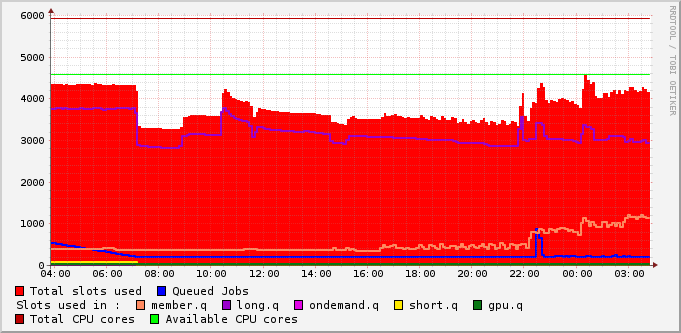 RRDTOOL / TOBI OETIKER
6000
5000
4000
3000
2000
1000
0
04:00 06:00 08:00 10:00 12:00 14:00 16:00 18:00 20:00 22:00 00:00 03:00
Total slots used Queued Jobs
Slots used in : member.q long.q ondemand.q short.q gpu.q
Total CPU cores Available CPU cores